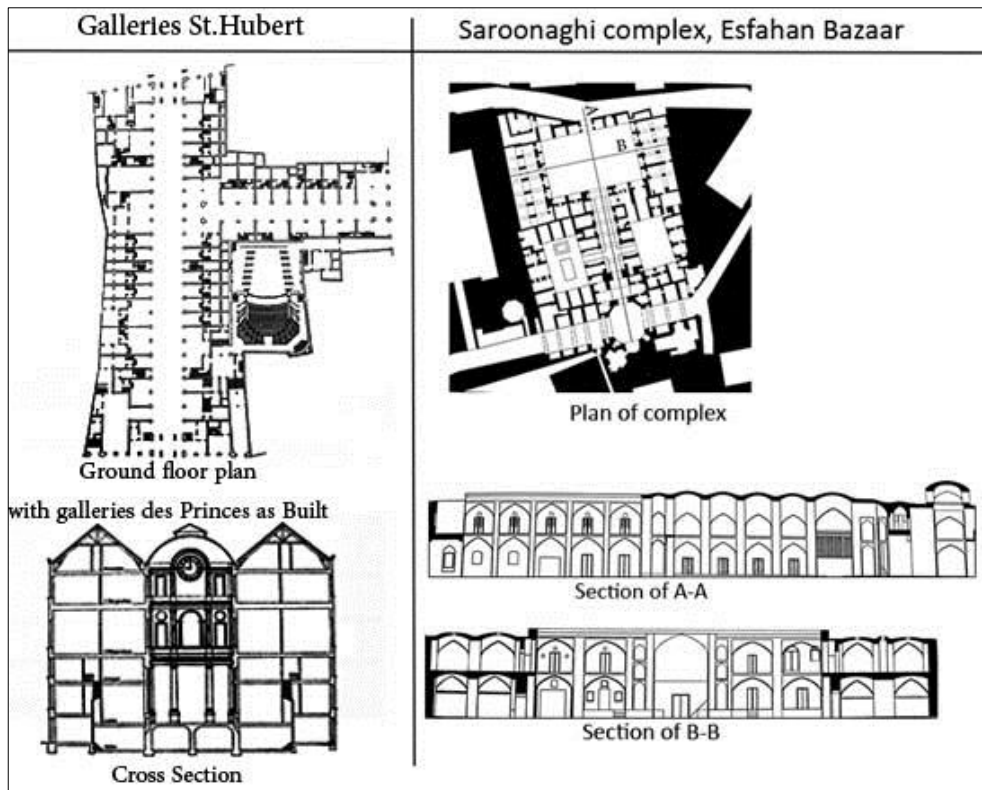 Galleries St.Hubert
Saroonaghi complex, Esfahan Bazaar
Ground floor plan
with galleries des Princes as Built
Cross Section
A
B
Plan of complex
Section of A-A
Section of B-B